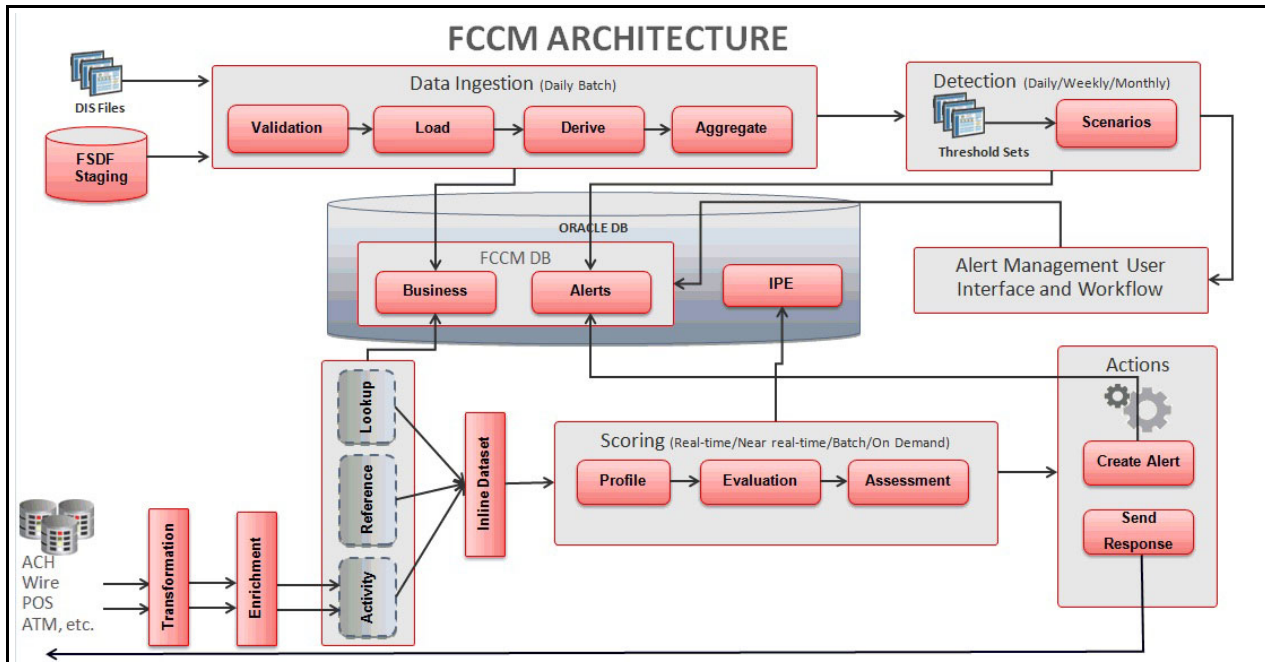 FCCM ARCHITECTURE
DIS Files
FSDF
Staging
Data Ingestion (Daily Batch)
Validation
Load
Derive
Aggregate
Detection (Daily/Weekly/Monthly)
Threshold Sets
Scenarios
ORACLE DB
FCCM DB
Business
Alerts
IPE
Alert Management User
Interface and Workflow
Lookup
Reference
Activity
Inline Dataset
Scoring (Real-time/Near real-time/Batch/On Demand)
Profile
Evaluation
Assessment
Actions
Create Alert
Send
Response
ACH
Wire
POS
ATM, etc.
Transformation
Enrichment